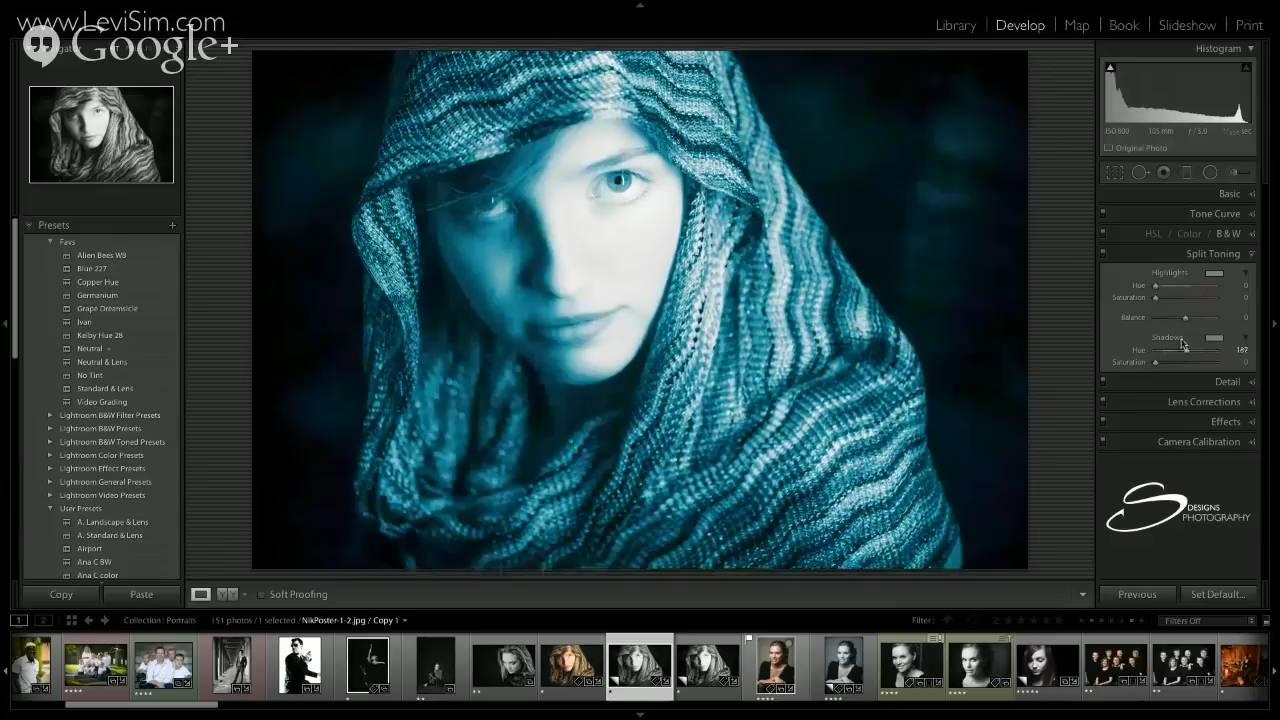 www.LeviSim.com
Google+
Library | Develop | Map | Book | Slideshow | Print
Histogram
ISO 800 105 mm
Original Photo
Basic
Tone Curve
HSL / Color / B & W
Split Toning
Highlights
Hue 0
Saturation 0
Balance 0
Shadows
Hue 187
Saturation 0
Detail
Lens Corrections
Effects
Camera Calibration
S DESIGNS
PHOTOGRAPHY
Previous
Set Default...
Presets +
Favs
Alien Bees WB
Blue 227
Copper Hue
Germanium
Grape Dreamsicle
Ivan
Kelby Hue 28
Neutral
Neutral & Lens
No Tint
Standard & Lens
Video Grading
Lightroom B&W Filter Presets
Lightroom B&W Presets
Lightroom B&W Toned Presets
Lightroom Color Presets
Lightroom Effect Presets
Lightroom General Presets
Lightroom Video Presets
User Presets
A. Landscape & Lens
A. Standard & Lens
Airport
Ana C BW
Ana C color
Copy
Paste
Y Y
Soft Proofing
1 2
Collection : Portraits
151 photos / 1 selected / NikPoster-1-2.jpg / Copy 1
Filter :
Filters Off